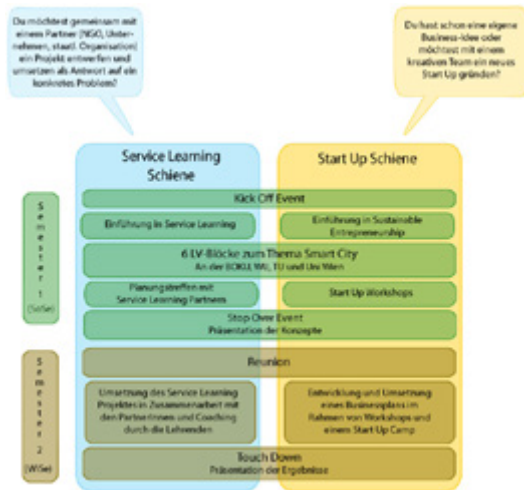 Du möchtest gemeinsam mit
einem Partner (NGO, Unter-
nehmen, staatl. Organisation)
ein Projekt entwerfen und
umsetzen als Antwort auf ein
konkretes Problem?
Du hast schon eine eigene
Business-Idee oder
möchtest mit einem
kreativen Team ein neues
Start Up gründen?
Service Learning
Schiene
Start Up Schiene
Semester 1
(SoSe)
Kick Off Event
Einführung in Service Learning
Einführung in Sustainable
Entrepreneurship
6 LV-Blöcke zum Thema Smart City
An der BOKU, WU, TU und Uni Wien
Planungstreffen mit
Service Learning Partners
Start Up Workshops
Stop Over Event
Präsentation der Konzepte
Semester 2
(WiSe)
Reunion
Umsetzung des Service Learning
Projektes in Zusammenarbeit mit
den PartnerInnen und Coaching
durch die Lehrenden
Entwicklung und Umsetzung
eines Businessplans im
Rahmen von Workshops und
einem Start Up Camp
Touch Down
Präsentation der Ergebnisse